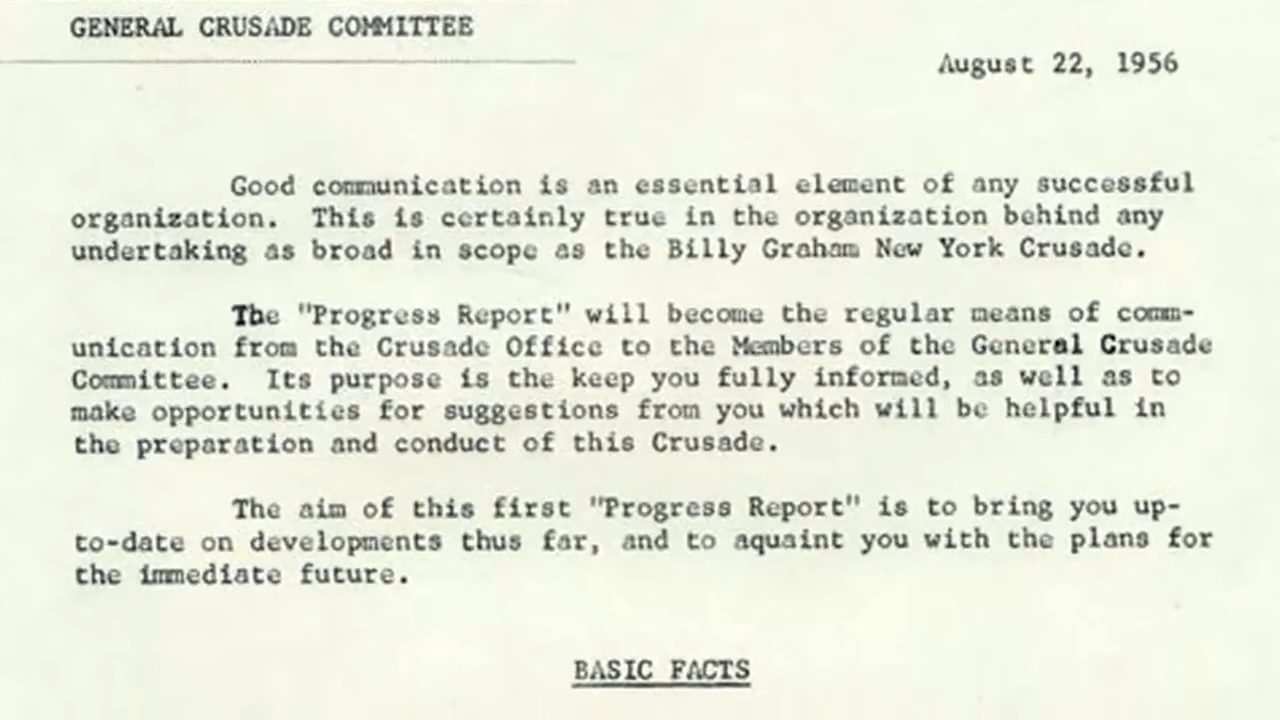 GENERAL CRUSADE COMMITTEE
August 22, 1956
Good communication is an essential element of any successful
organization. This is certainly true in the organization behind any
undertaking as broad in scope as the Billy Graham New York Crusade.
The "Progress Report" will become the regular means of comm-
unication from the Crusade Office to the Members of the General Crusade
Committee. Its purpose is the keep you fully informed, as well as to
make opportunities for suggestions from you which will be helpful in
the preparation and conduct of this Crusade.
The aim of this first "Progress Report" is to bring you up-
to-date on developments thus far, and to aquaint you with the plans for
the immediate future.
BASIC FACTS